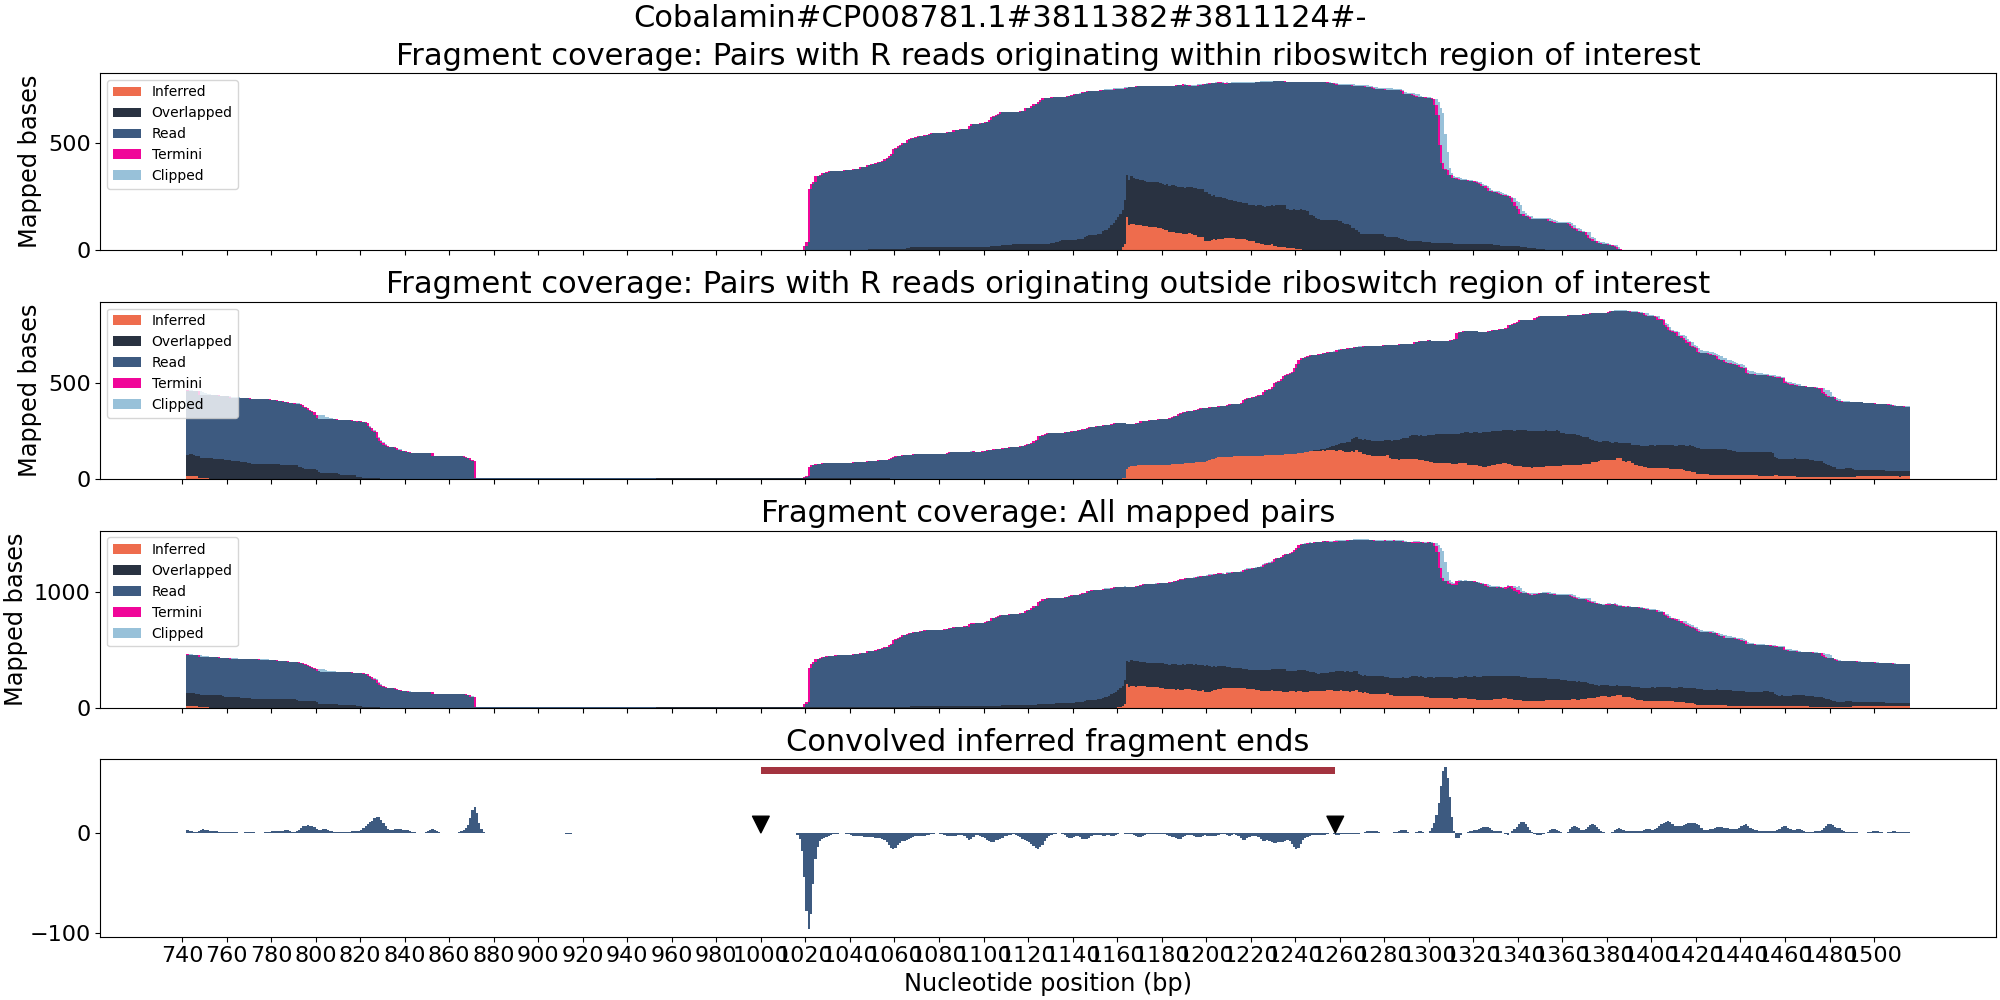 Cobalamin#CP008781.1#3811382#3811124#-
Fragment coverage: Pairs with R reads originating within riboswitch region of interest
Mapped bases
500
0
Inferred
Overlapped
Read
Termini
Clipped
Fragment coverage: Pairs with R reads originating outside riboswitch region of interest
Mapped bases
500
0
Inferred
Overlapped
Read
Termini
Clipped
Fragment coverage: All mapped pairs
Mapped bases
1000
0
Inferred
Overlapped
Read
Termini
Clipped
Convolved inferred fragment ends
0
−100
740 760 780 800 820 840 860 880 900 920 940 960 980 1000 1020 1040 1060 1080 1100 1120 1140 1160 1180 1200 1220 1240 1260 1280 1300 1320 1340 1360 1380 1400 1420 1440 1460 1480 1500
Nucleotide position (bp)